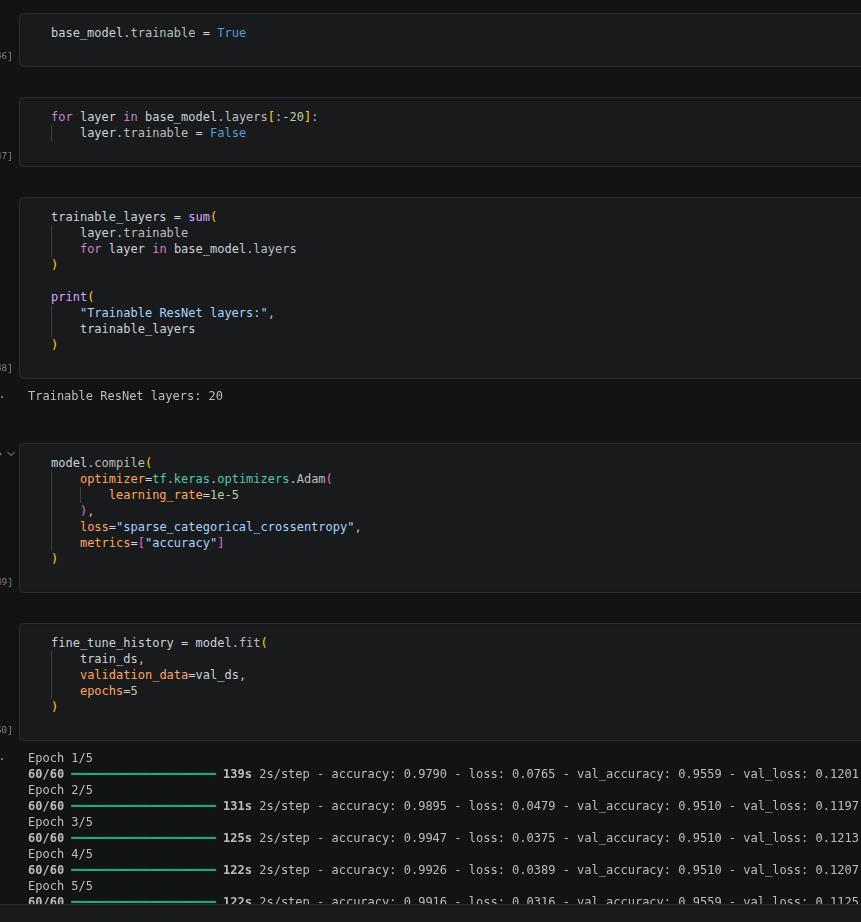 base_model.trainable = True
6]
for layer in base_model.layers[:-20]:
    layer.trainable = False
7]
trainable_layers = sum(
    layer.trainable
    for layer in base_model.layers
)

print(
    "Trainable ResNet layers:",
    trainable_layers
)
8]
Trainable ResNet layers: 20
model.compile(
    optimizer=tf.keras.optimizers.Adam(
        learning_rate=1e-5
    ),
    loss="sparse_categorical_crossentropy",
    metrics=["accuracy"]
)
9]
fine_tune_history = model.fit(
    train_ds,
    validation_data=val_ds,
    epochs=5
)
0]
Epoch 1/5
60/60 ━━━━━━━━━━━━━━━━━━━━ 139s 2s/step - accuracy: 0.9790 - loss: 0.0765 - val_accuracy: 0.9559 - val_loss: 0.1201
Epoch 2/5
60/60 ━━━━━━━━━━━━━━━━━━━━ 131s 2s/step - accuracy: 0.9895 - loss: 0.0479 - val_accuracy: 0.9510 - val_loss: 0.1197
Epoch 3/5
60/60 ━━━━━━━━━━━━━━━━━━━━ 125s 2s/step - accuracy: 0.9947 - loss: 0.0375 - val_accuracy: 0.9510 - val_loss: 0.1213
Epoch 4/5
60/60 ━━━━━━━━━━━━━━━━━━━━ 122s 2s/step - accuracy: 0.9926 - loss: 0.0389 - val_accuracy: 0.9510 - val_loss: 0.1207
Epoch 5/5
60/60 ━━━━━━━━━━━━━━━━━━━━ 122s 2s/step - accuracy: 0.9916 - loss: 0.0316 - val_accuracy: 0.9559 - val_loss: 0.1125